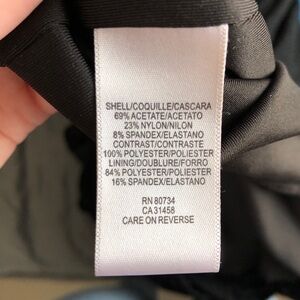 SHELL/COQUILLE/CASCARA
69% ACETATE/ACETATO
23% NYLON/NILON
8% SPANDEX/ELASTANO
CONTRAST/CONTRASTE
100% POLYESTER/POLIESTER
LINING/DOUBLURE/FORRO
84% POLYESTER/POLIESTER
16% SPANDEX/ELASTANO
RN 80734
CA 31458
CARE ON REVERSE